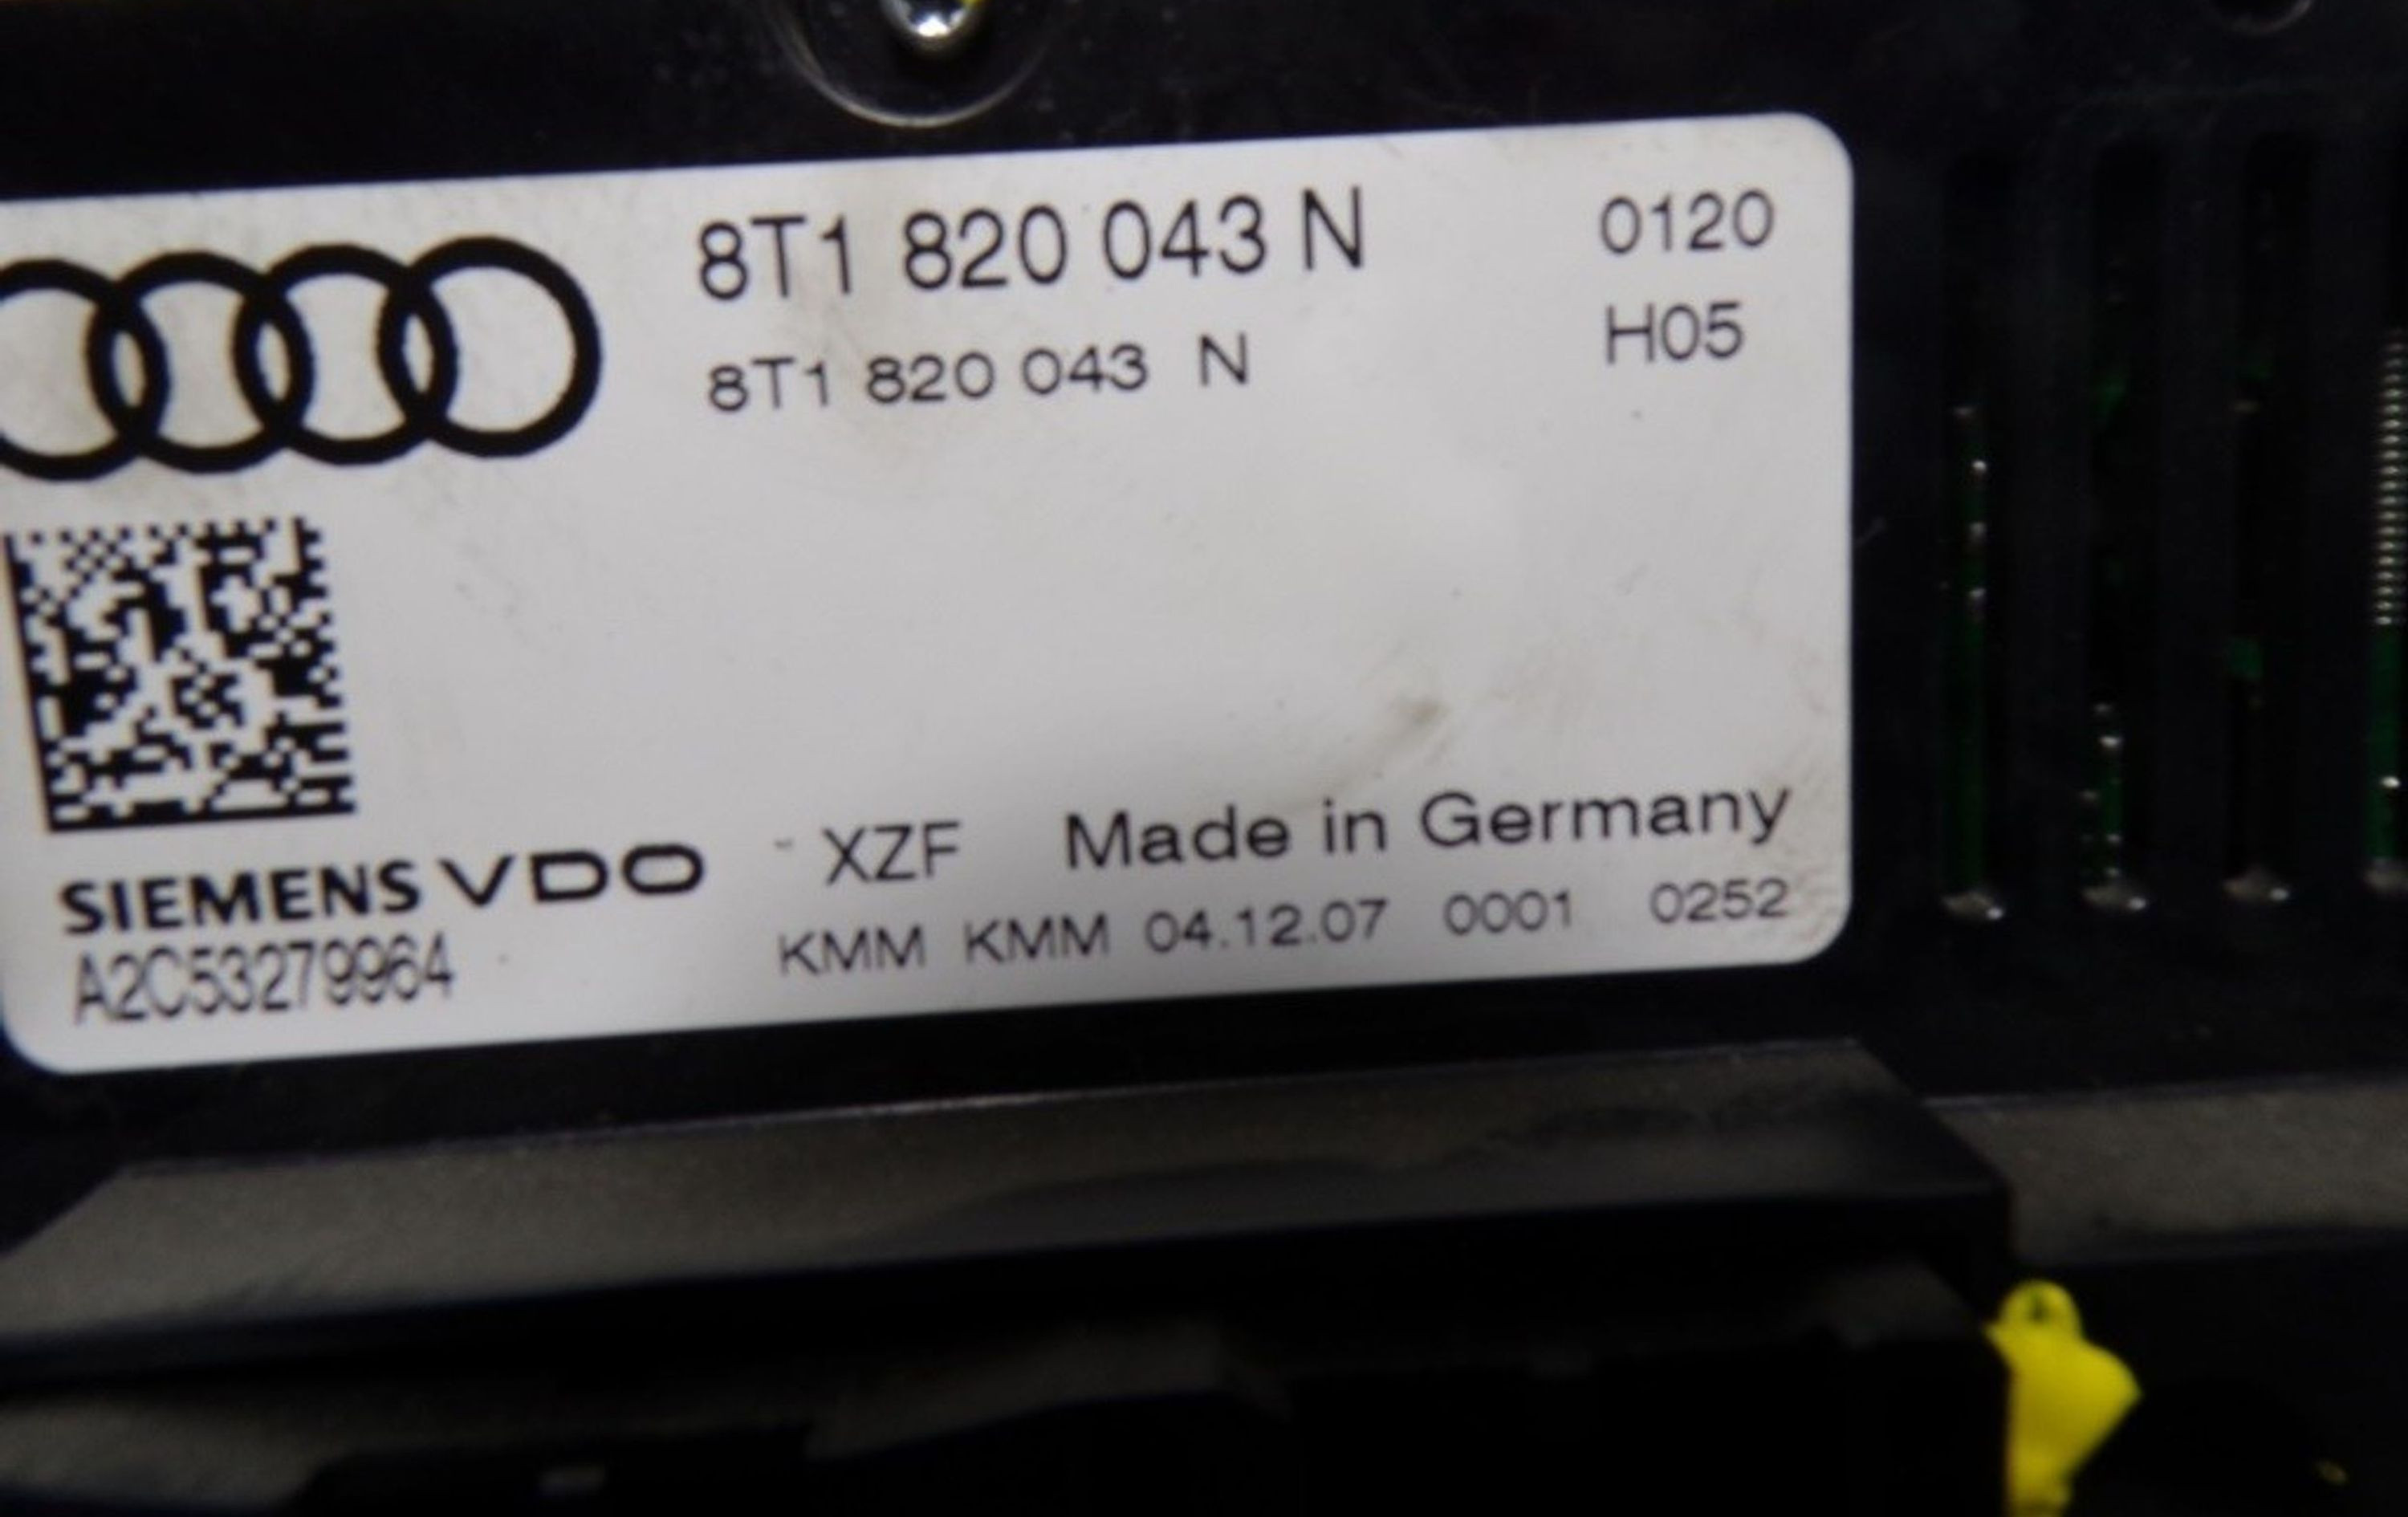 8T1 820 043 N 0120
8T1 820 043 N H05
SIEMENS VDO - XZF Made in Germany
A2C53279964 KMM KMM 04.12.07 0001 0252